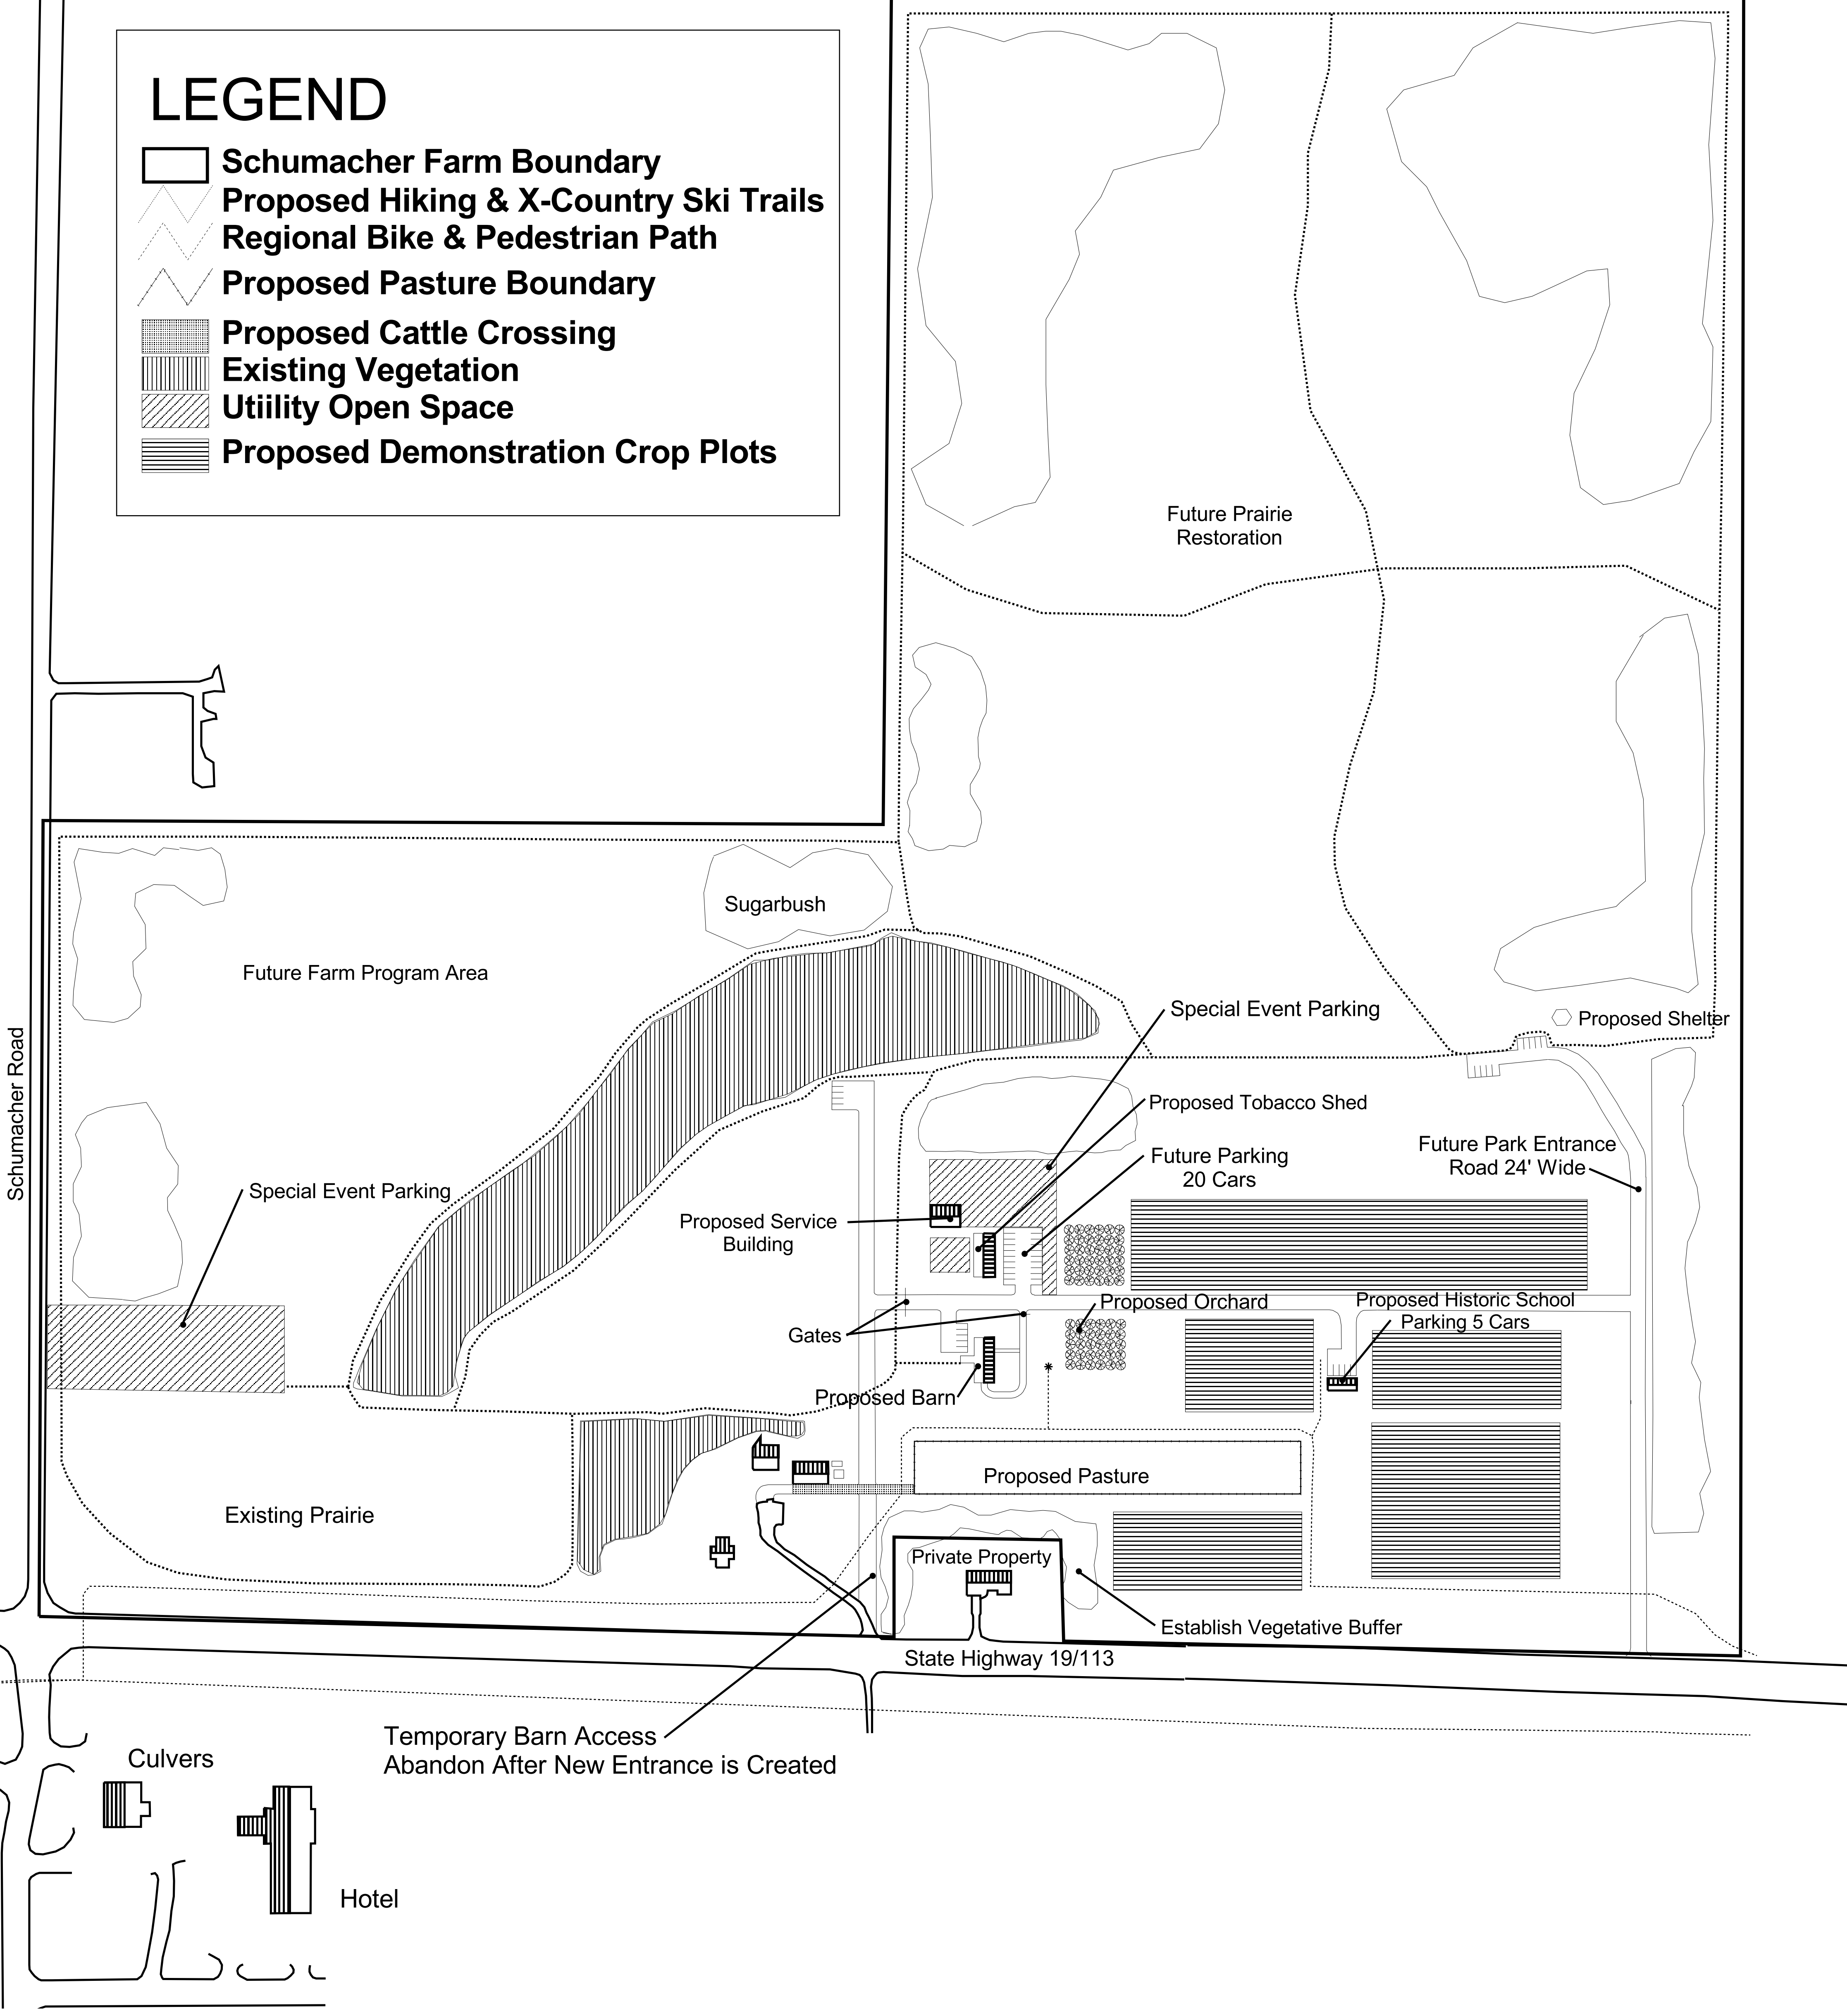 LEGEND
Schumacher Farm Boundary
Proposed Hiking & X-Country Ski Trails
Regional Bike & Pedestrian Path
Proposed Pasture Boundary
Proposed Cattle Crossing
Existing Vegetation
Utiility Open Space
Proposed Demonstration Crop Plots
Future Prairie
Restoration
Sugarbush
Future Farm Program Area
Special Event Parking
Proposed Shelter
Schumacher Road
Proposed Tobacco Shed
Future Park Entrance
Road 24' Wide
Future Parking
20 Cars
Special Event Parking
Proposed Service
Building
Proposed Orchard
Proposed Historic School
Parking 5 Cars
Gates
Proposed Barn
Proposed Pasture
Existing Prairie
Private Property
Establish Vegetative Buffer
State Highway 19/113
Temporary Barn Access
Abandon After New Entrance is Created
Culvers
Hotel